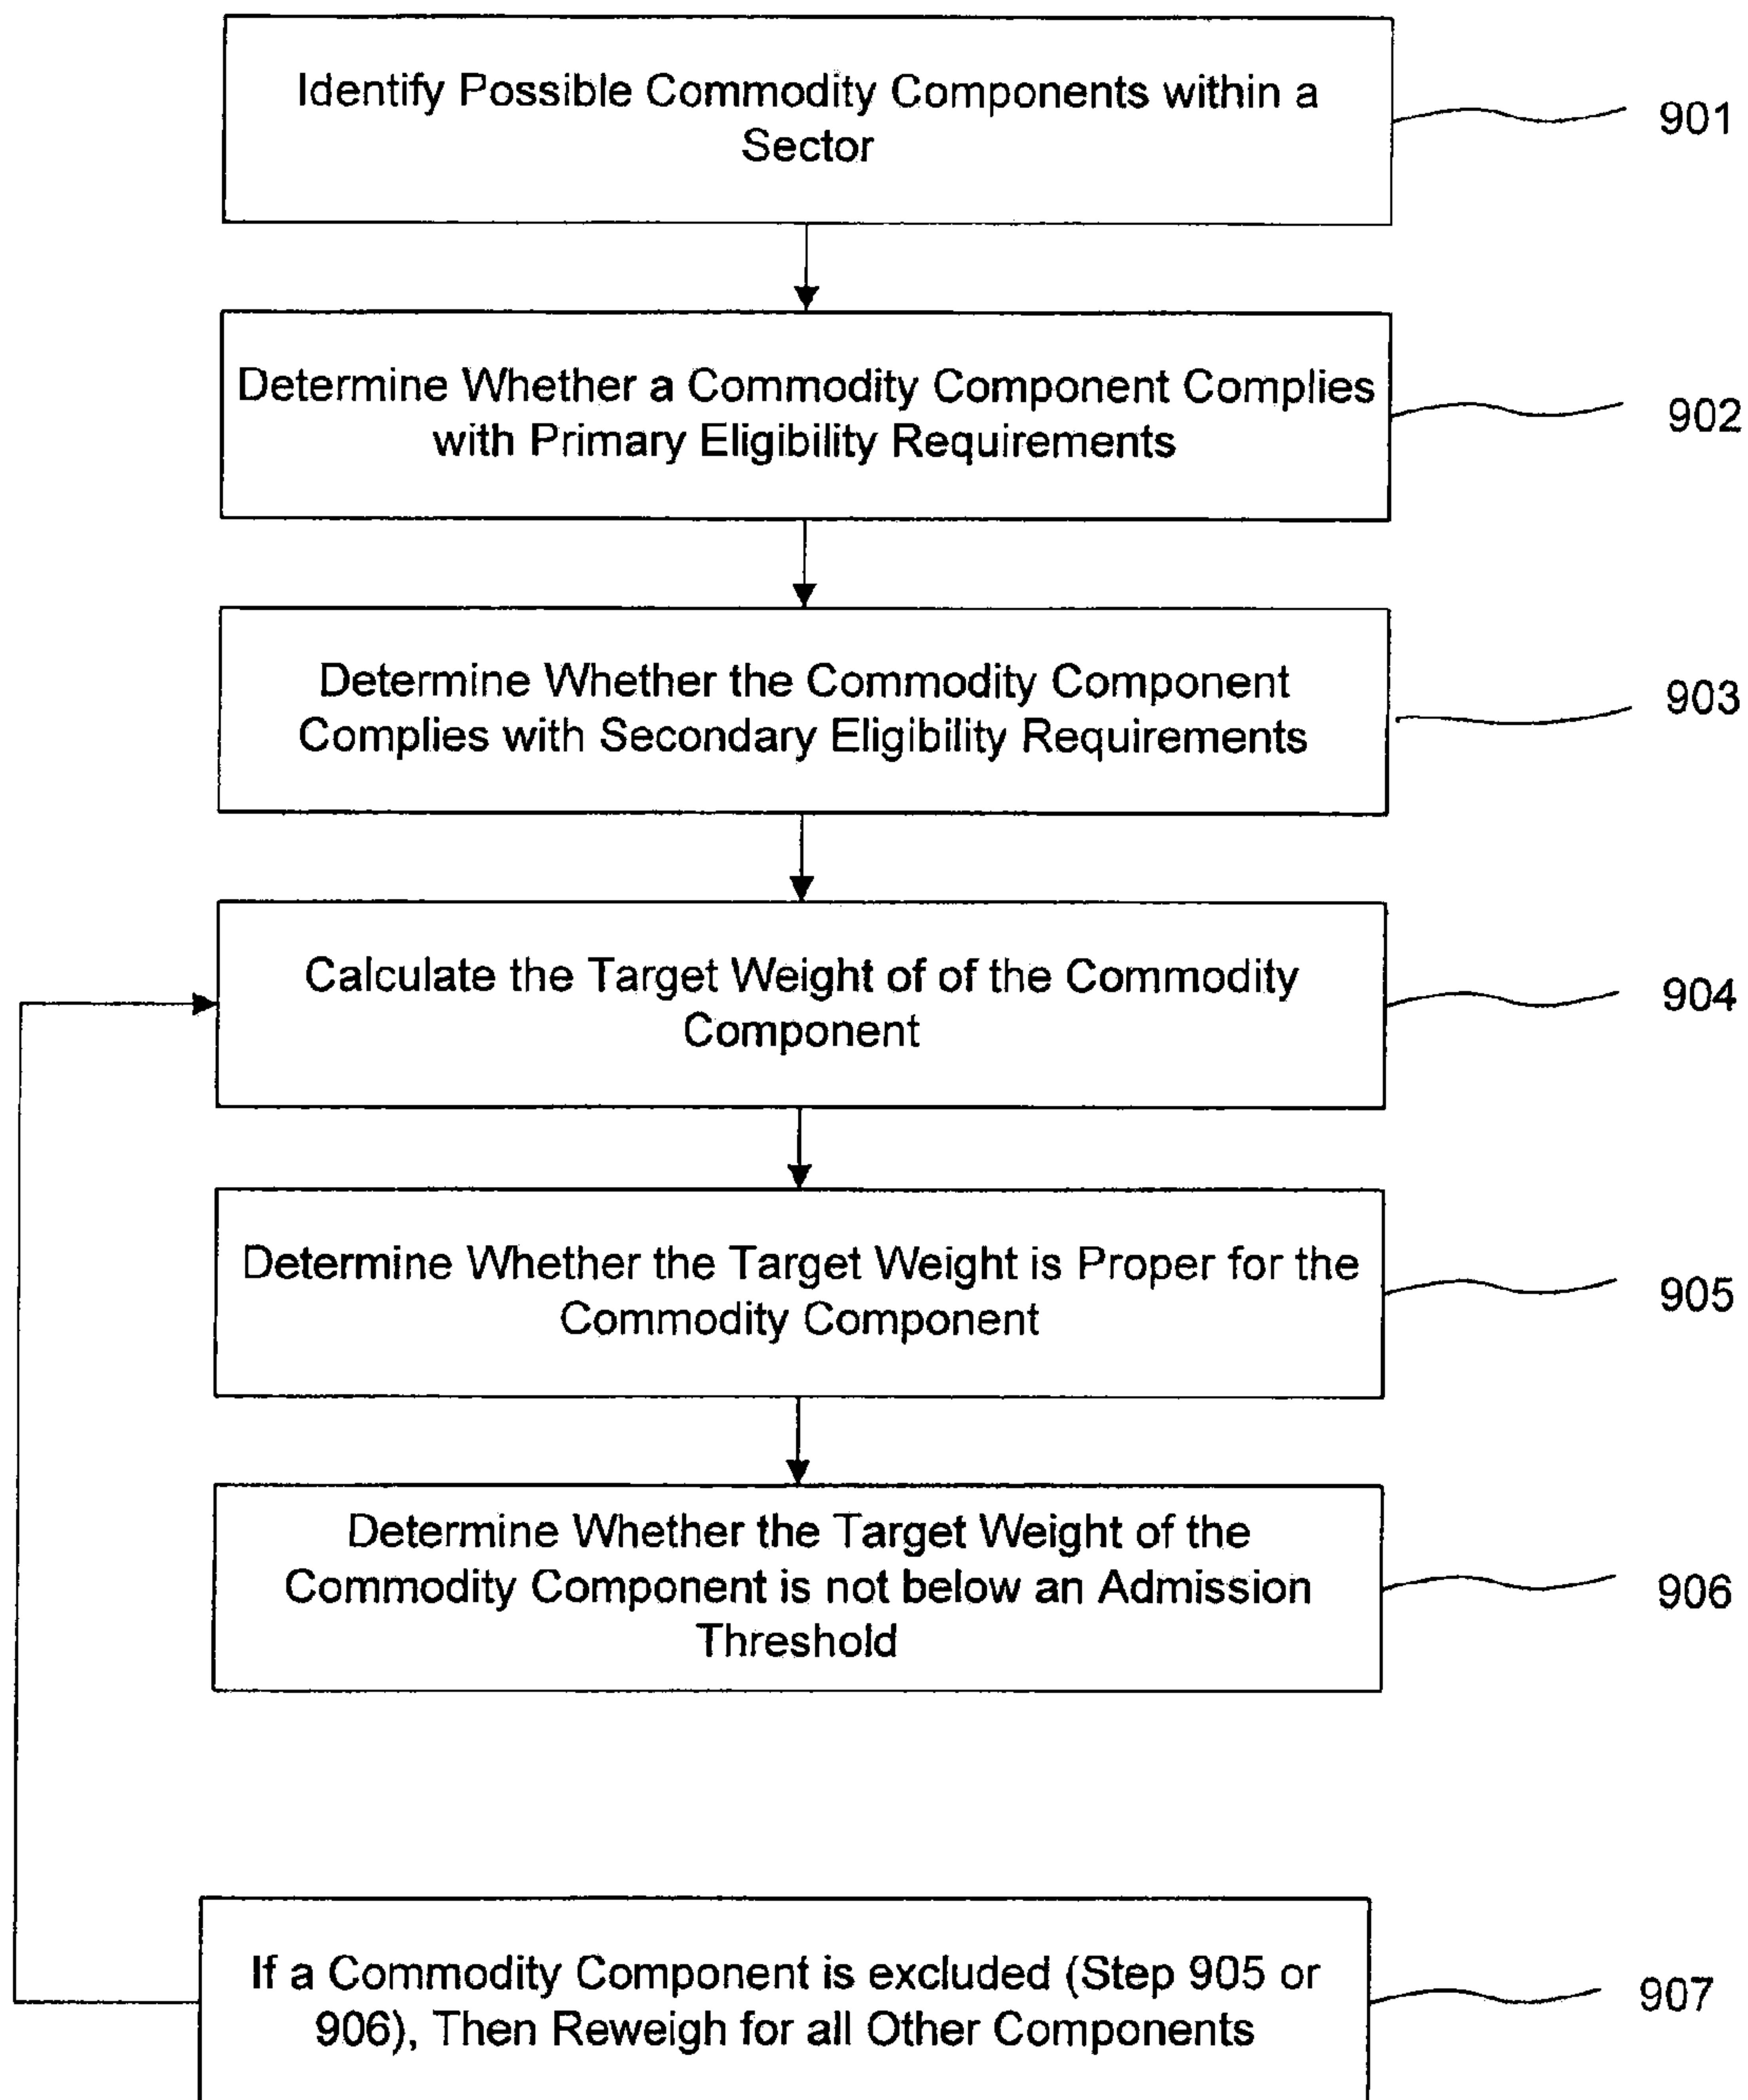 Identify Possible Commodity Components within a
Sector
901
Determine Whether a Commodity Component Complies
with Primary Eligibility Requirements
902
Determine Whether the Commodity Component
Complies with Secondary Eligibility Requirements
903
Calculate the Target Weight of of the Commodity
Component
904
Determine Whether the Target Weight is Proper for the
Commodity Component
905
Determine Whether the Target Weight of the
Commodity Component is not below an Admission
Threshold
906
If a Commodity Component is excluded (Step 905 or
906), Then Reweigh for all Other Components
907